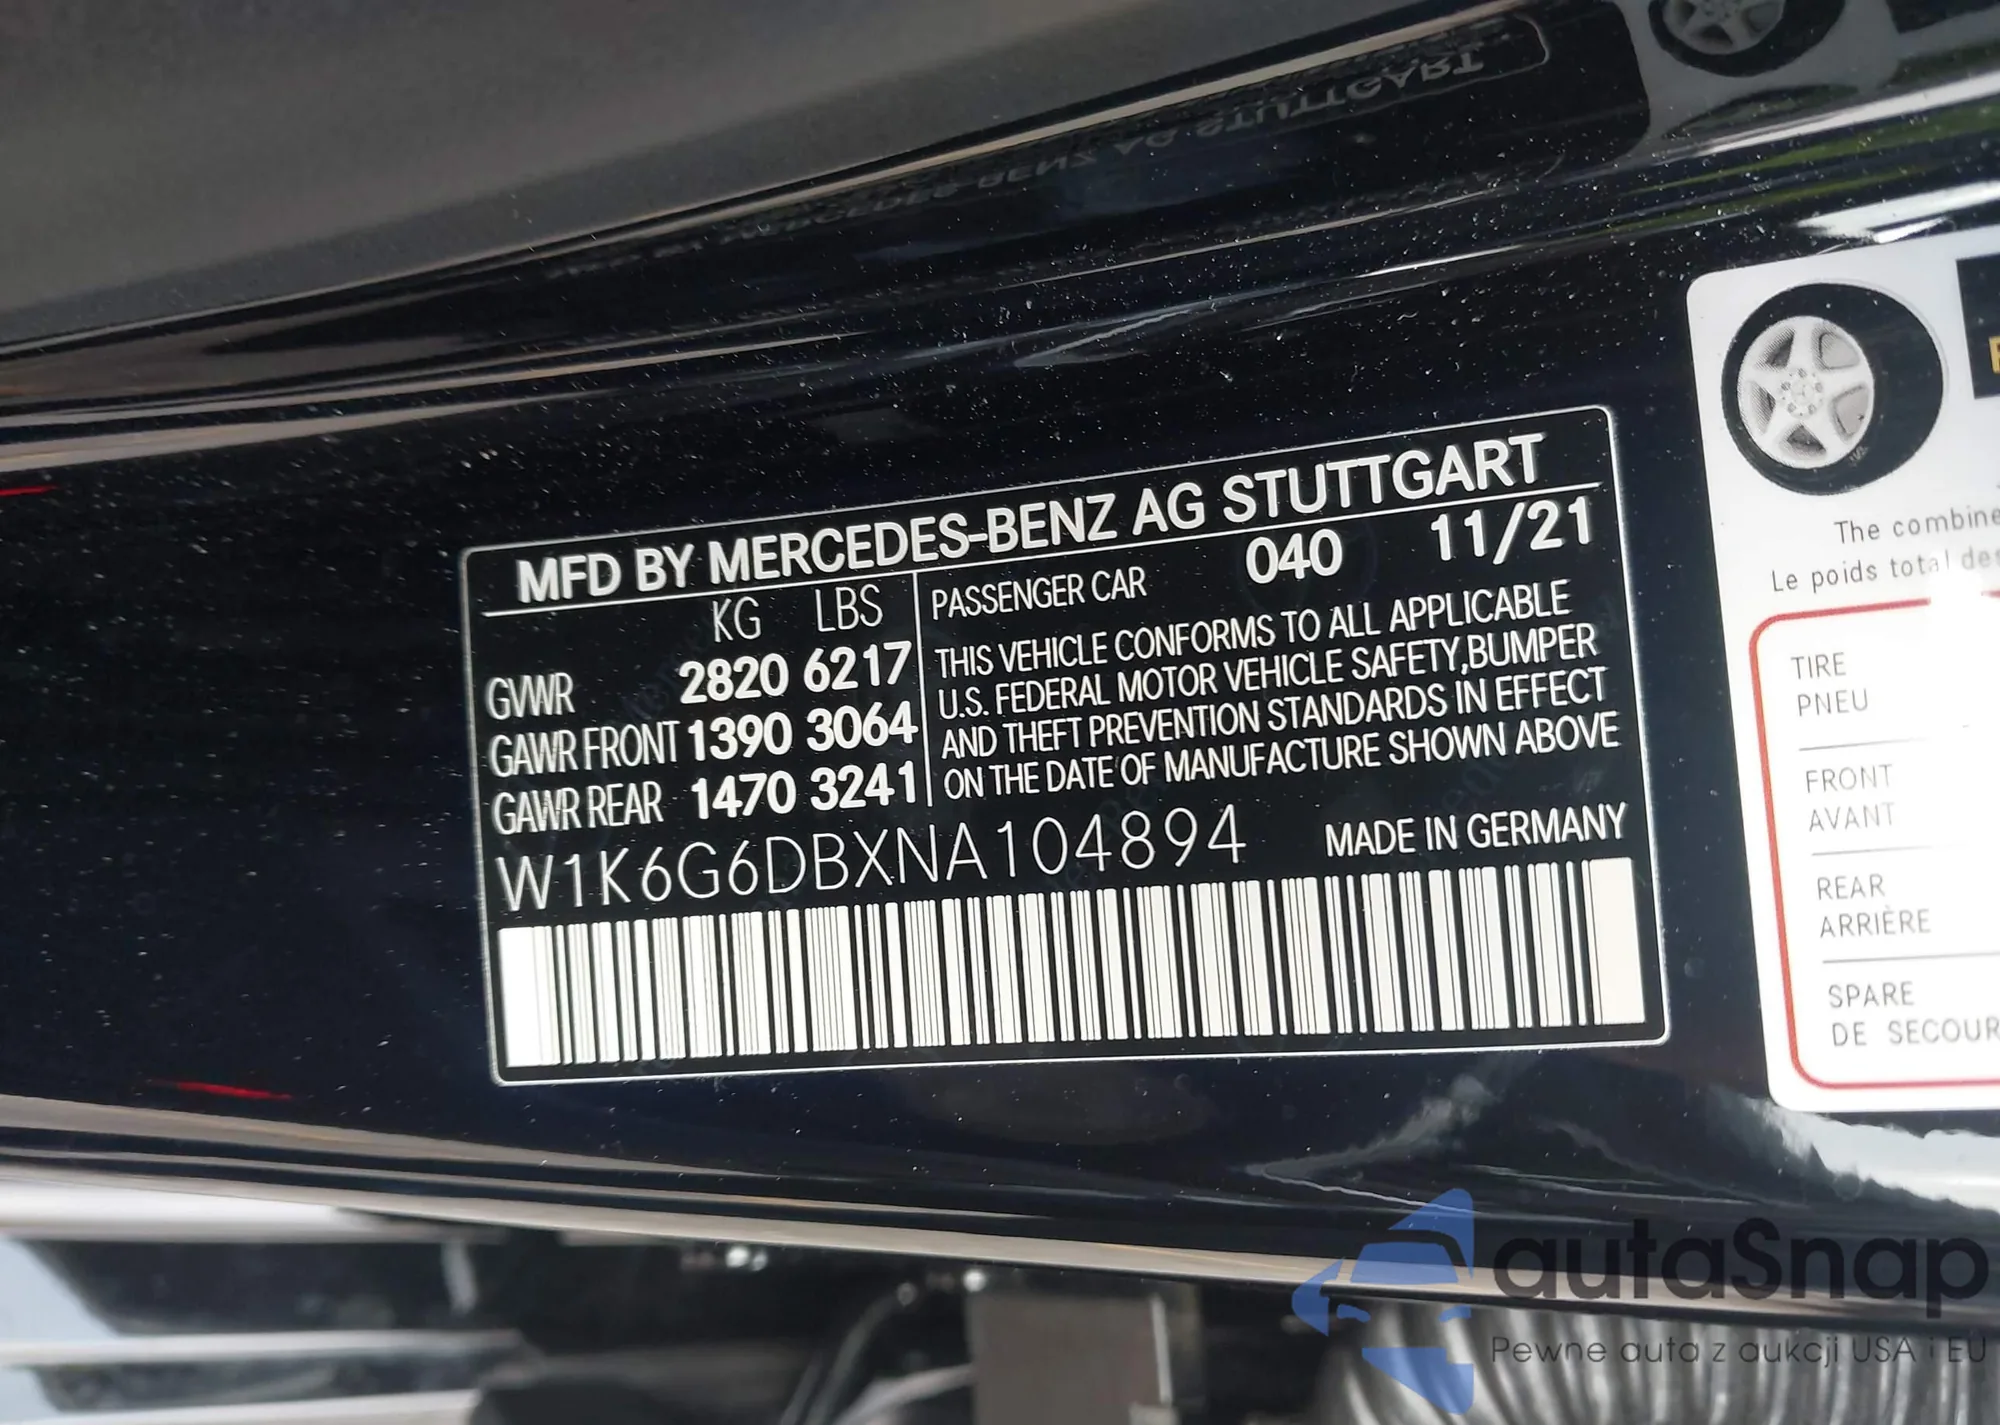 MFD BY MERCEDES-BENZ AG STUTTGART
KG LBS
GVWR 2820 6217
GAWR FRONT 1390 3064
GAWR REAR 1470 3241
PASSENGER CAR 040 11/21
THIS VEHICLE CONFORMS TO ALL APPLICABLE
U.S. FEDERAL MOTOR VEHICLE SAFETY,BUMPER
AND THEFT PREVENTION STANDARDS IN EFFECT
ON THE DATE OF MANUFACTURE SHOWN ABOVE
W1K6G6DBXNA104894 MADE IN GERMANY
The combine
Le poids total des
TIRE
PNEU
FRONT
AVANT
REAR
ARRIÈRE
SPARE
DE SECOUR
autaSnap
Pewne auta z aukcji USA i EU